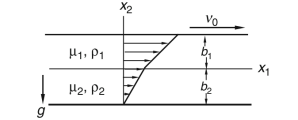 x₂
v₀
μ₁, ρ₁
b₁
x₁
μ₂, ρ₂
b₂
g